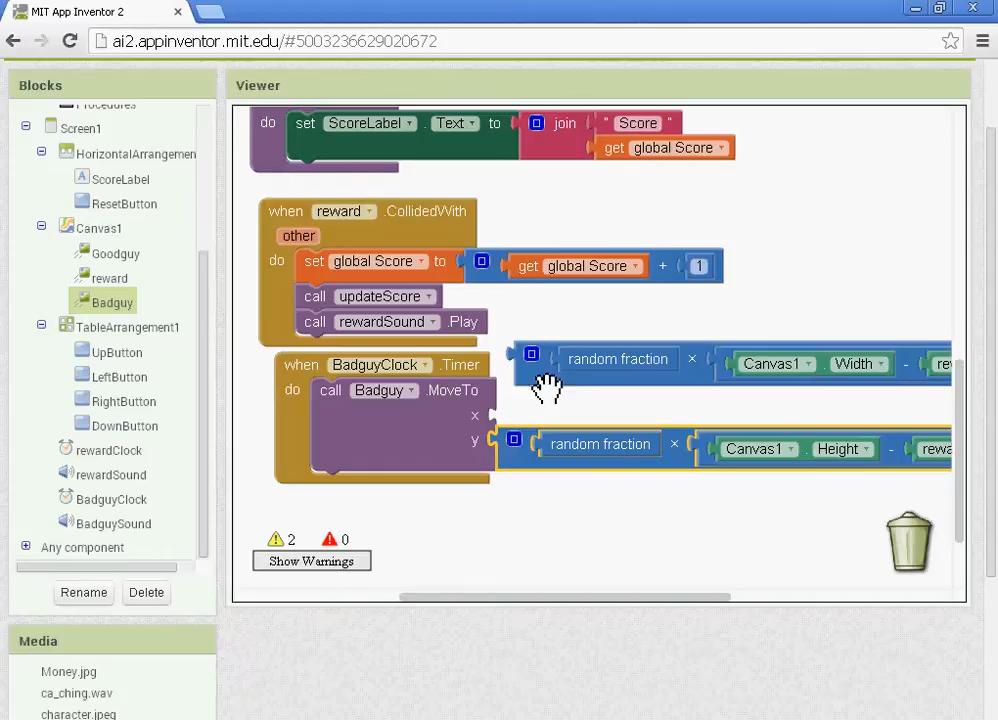 MIT App Inventor 2
ai2.appinventor.mit.edu/#5003236629020672
Blocks
Procedures
Screen1
HorizontalArrangemen
ScoreLabel
ResetButton
Canvas1
Goodguy
reward
Badguy
TableArrangement1
UpButton
LeftButton
RightButton
DownButton
rewardClock
rewardSound
BadguyClock
BadguySound
Any component
Rename Delete
Media
Money.jpg
ca_ching.wav
character.jpeg
Viewer
do set ScoreLabel . Text to join " Score "
get global Score
when reward .CollidedWith
other
do set global Score to get global Score + 1
call updateScore
call rewardSound .Play
random fraction × Canvas1 . Width - rew
when BadguyClock .Timer
do call Badguy .MoveTo
x
y random fraction × Canvas1 . Height - rewa
2 0
Show Warnings